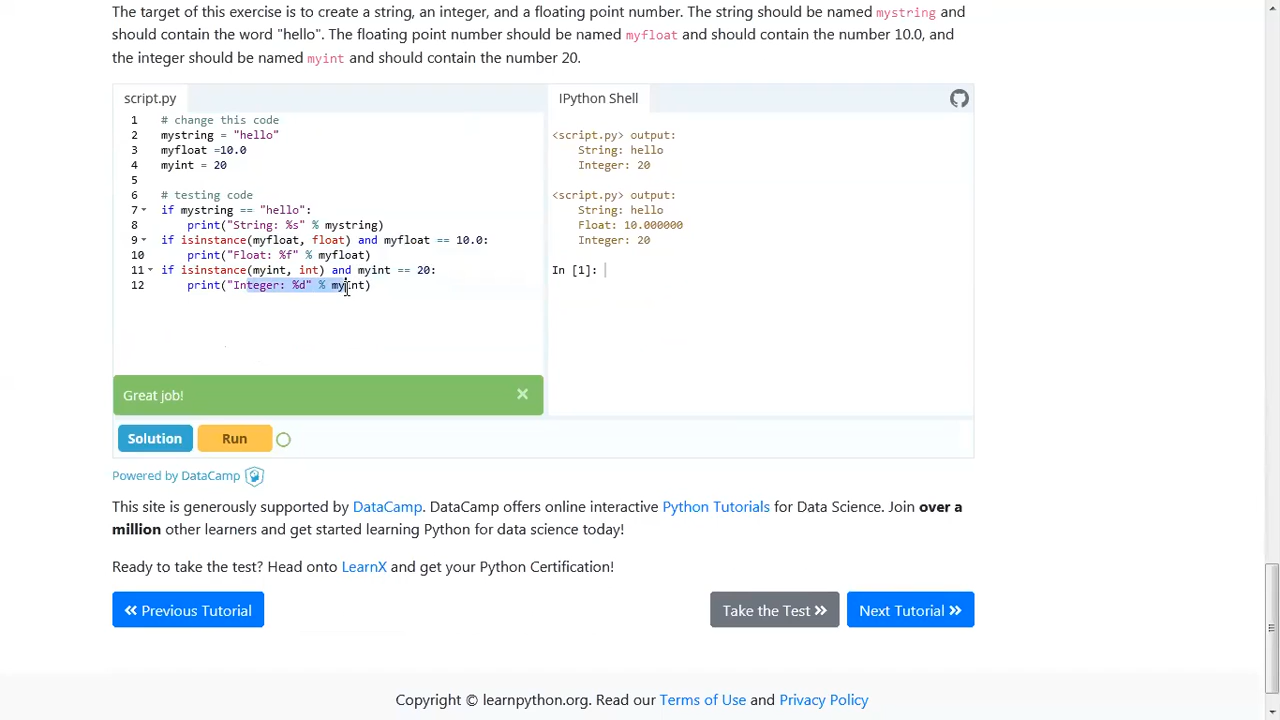 The target of this exercise is to create a string, an integer, and a floating point number. The string should be named mystring and
should contain the word "hello". The floating point number should be named myfloat and should contain the number 10.0, and
the integer should be named myint and should contain the number 20.
script.py
IPython Shell
1 # change this code
2 mystring = "hello"
3 myfloat =10.0
4 myint = 20
5
6 # testing code
7 if mystring == "hello":
8     print("String: %s" % mystring)
9 if isinstance(myfloat, float) and myfloat == 10.0:
10     print("Float: %f" % myfloat)
11 if isinstance(myint, int) and myint == 20:
12     print("Integer: %d" % myint)
<script.py> output:
    String: hello
    Integer: 20
<script.py> output:
    String: hello
    Float: 10.000000
    Integer: 20
In [1]:
Great job! ×
Solution
Run
Powered by DataCamp
This site is generously supported by DataCamp. DataCamp offers online interactive Python Tutorials for Data Science. Join over a
million other learners and get started learning Python for data science today!
Ready to take the test? Head onto LearnX and get your Python Certification!
« Previous Tutorial
Take the Test »
Next Tutorial »
Copyright © learnpython.org. Read our Terms of Use and Privacy Policy